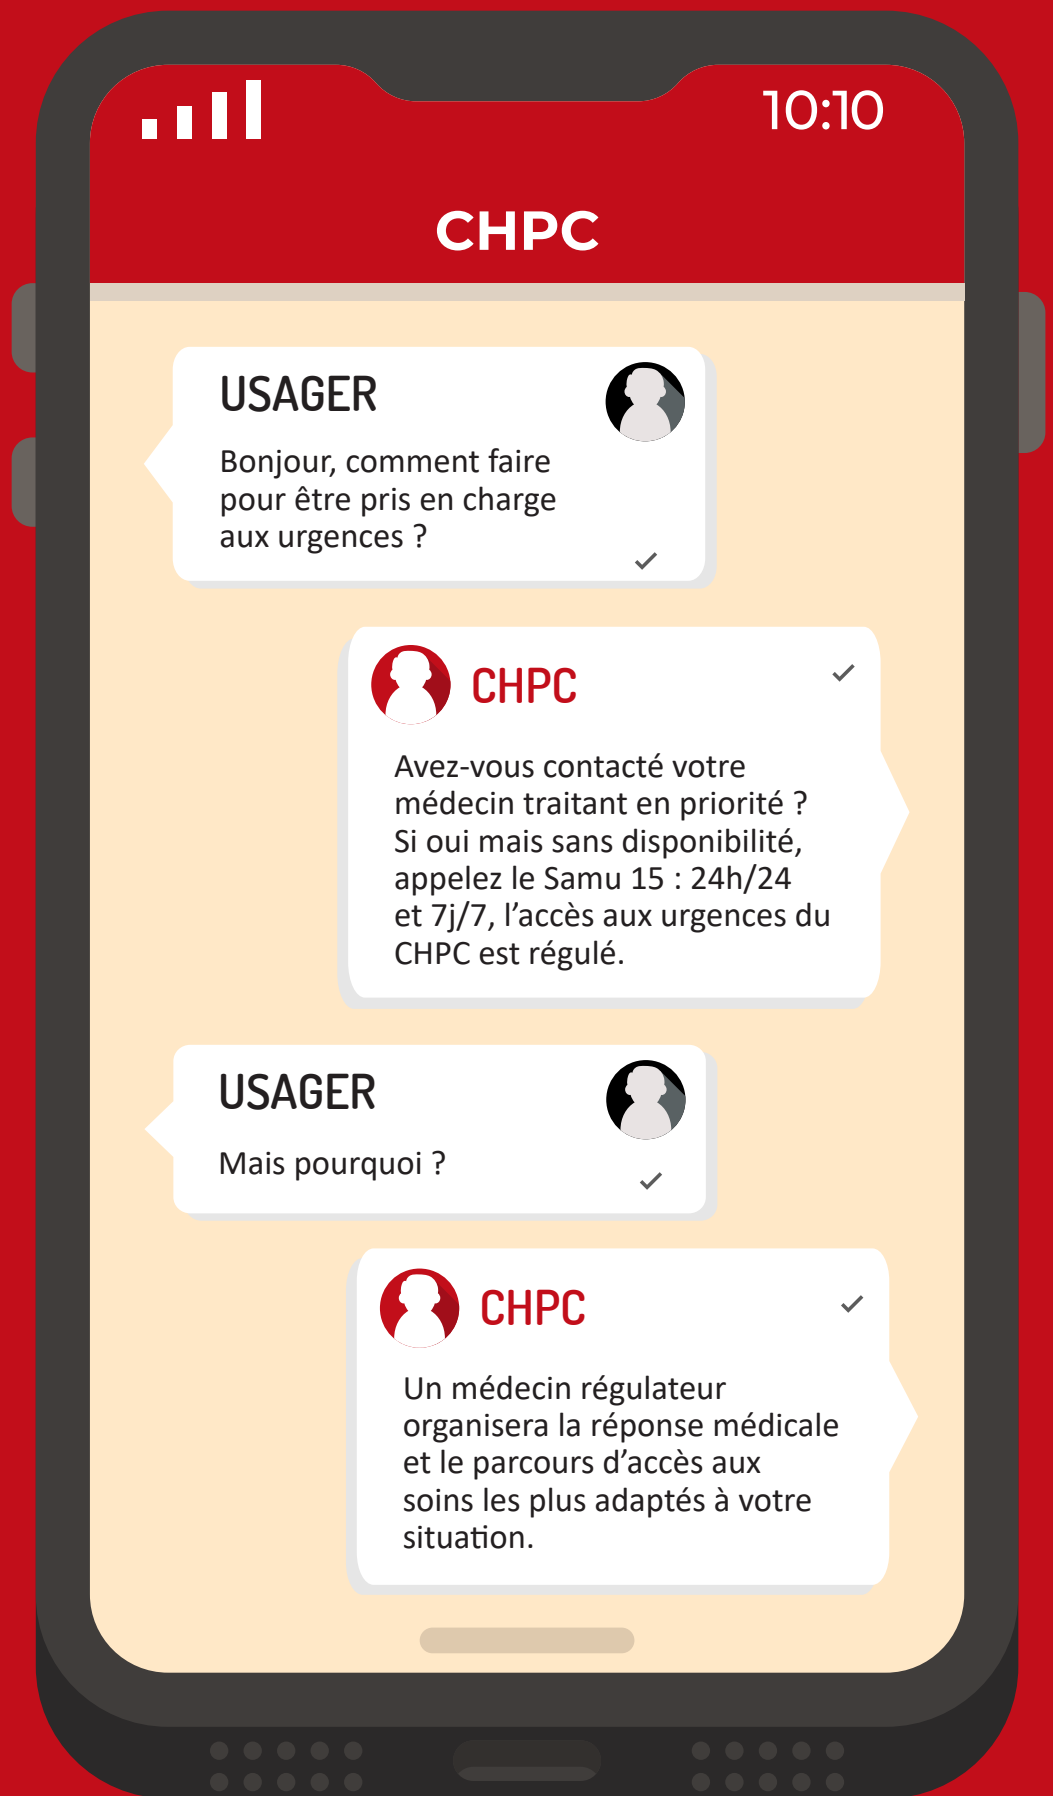 10:10
CHPC
USAGER
Bonjour, comment faire
pour être pris en charge
aux urgences ?
CHPC
Avez-vous contacté votre
médecin traitant en priorité ?
Si oui mais sans disponibilité,
appelez le Samu 15 : 24h/24
et 7j/7, l’accès aux urgences du
CHPC est régulé.
USAGER
Mais pourquoi ?
CHPC
Un médecin régulateur
organisera la réponse médicale
et le parcours d’accès aux
soins les plus adaptés à votre
situation.